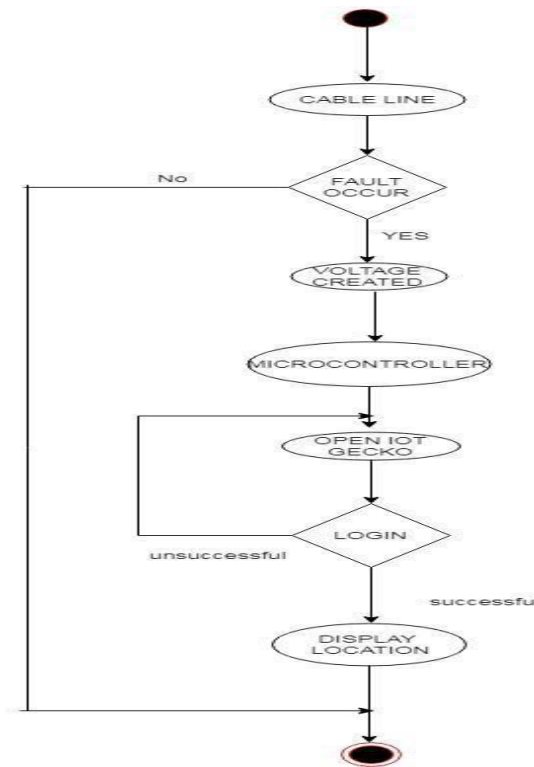 CABLE LINE
No
FAULT
OCCUR
YES
VOLTAGE
CREATED
MICROCONTROLLER
OPEN IOT
GECKO
LOGIN
unsuccessful
successfu
DISPLAY
LOCATION